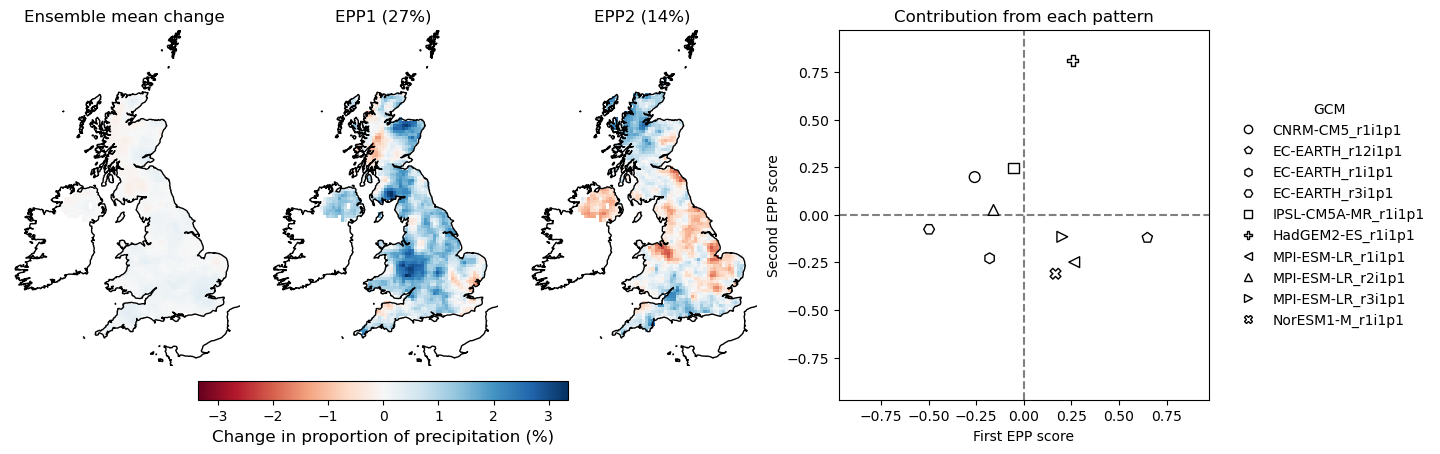 Ensemble mean change
EPP1 (27%)
EPP2 (14%)
−3 −2 −1 0 1 2 3
Change in proportion of precipitation (%)
Contribution from each pattern
0.75
0.50
0.25
0.00
−0.25
−0.50
−0.75
Second EPP score
−0.75 −0.50 −0.25 0.00 0.25 0.50 0.75
First EPP score
GCM
CNRM-CM5_r1i1p1
EC-EARTH_r12i1p1
EC-EARTH_r1i1p1
EC-EARTH_r3i1p1
IPSL-CM5A-MR_r1i1p1
HadGEM2-ES_r1i1p1
MPI-ESM-LR_r1i1p1
MPI-ESM-LR_r2i1p1
MPI-ESM-LR_r3i1p1
NorESM1-M_r1i1p1